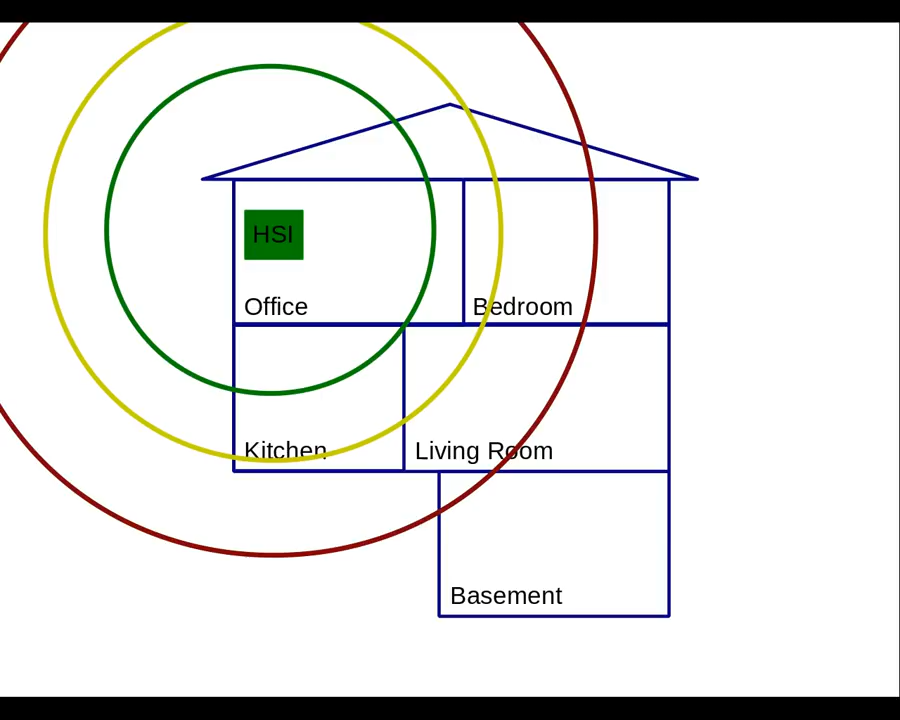 HSI
Office
Bedroom
Kitchen
Living Room
Basement